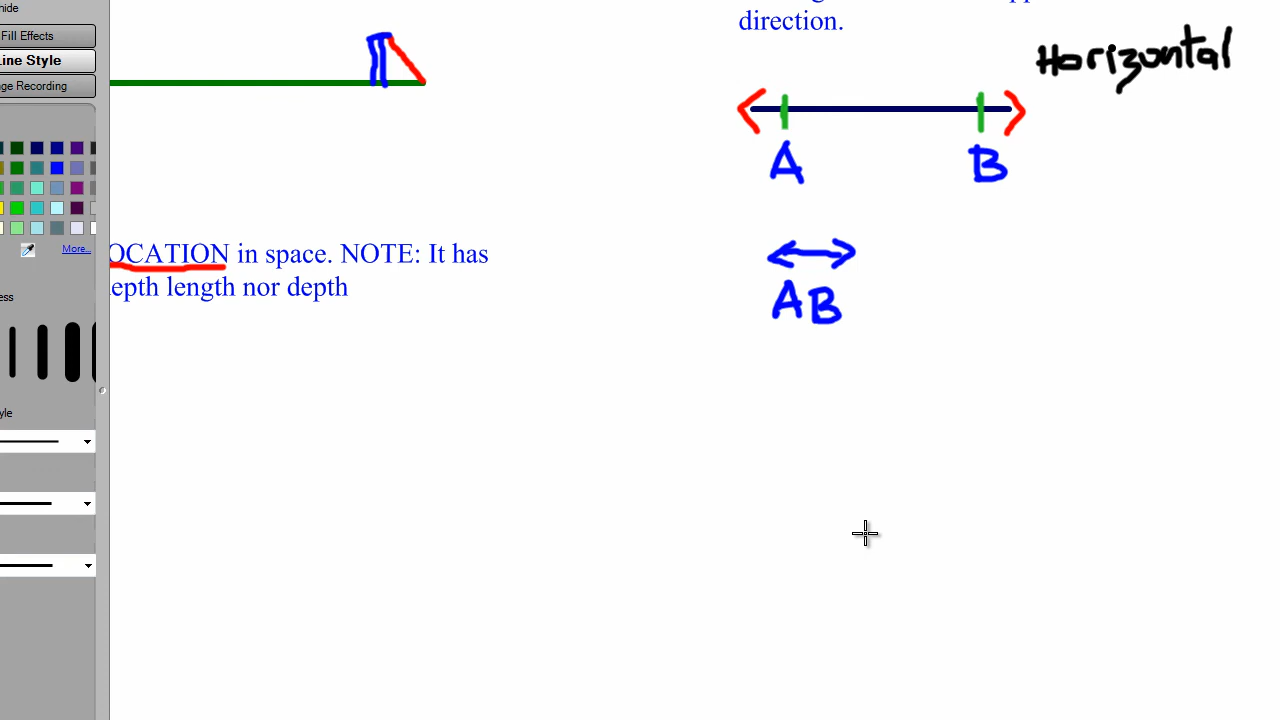 hide
Fill Effects
Line Style
ge Recording
More...
ess
yle
OCATION in space. NOTE: It has
epth length nor depth
direction.
Horizontal
A B
AB